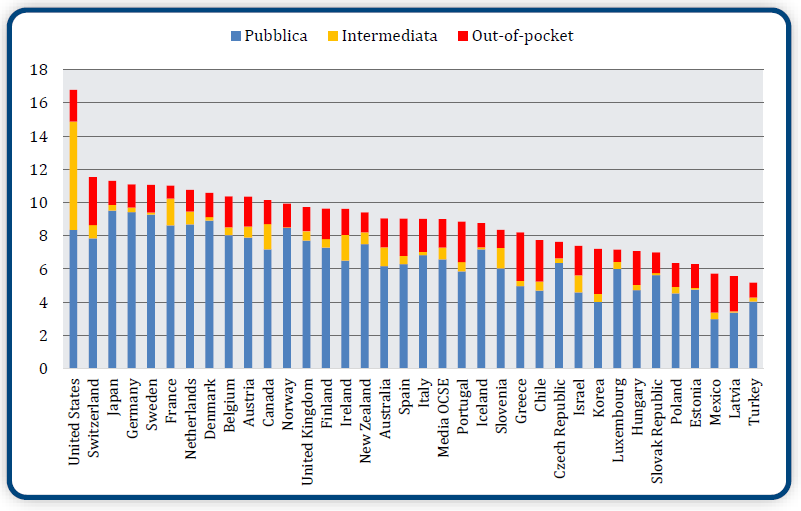 Pubblica Intermediata Out-of-pocket
18
16
14
12
10
8
6
4
2
0
United States
Switzerland
Japan
Germany
Sweden
France
Netherlands
Denmark
Belgium
Austria
Canada
Norway
United Kingdom
Finland
Ireland
New Zealand
Australia
Spain
Italy
Media OCSE
Portugal
Iceland
Slovenia
Greece
Chile
Czech Republic
Israel
Korea
Luxembourg
Hungary
Slovak Republic
Poland
Estonia
Mexico
Latvia
Turkey